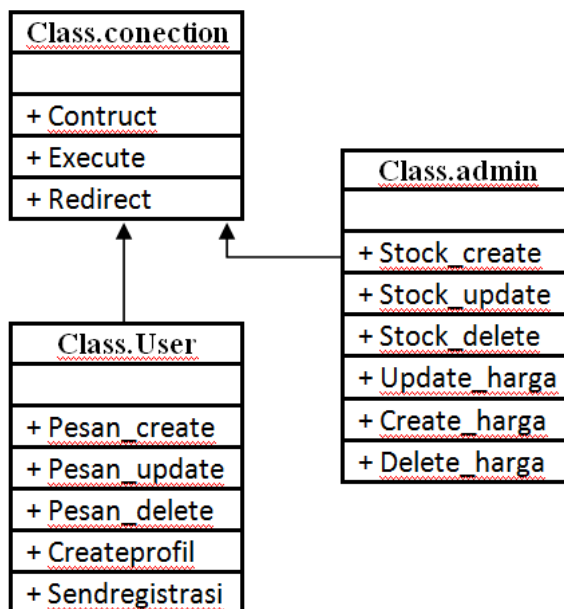 Class.conection
+ Contruct
+ Execute
+ Redirect
Class.admin
+ Stock_create
+ Stock_update
+ Stock_delete
+ Update_harga
+ Create_harga
+ Delete_harga
Class.User
+ Pesan_create
+ Pesan_update
+ Pesan_delete
+ Createprofil
+ Sendregistrasi